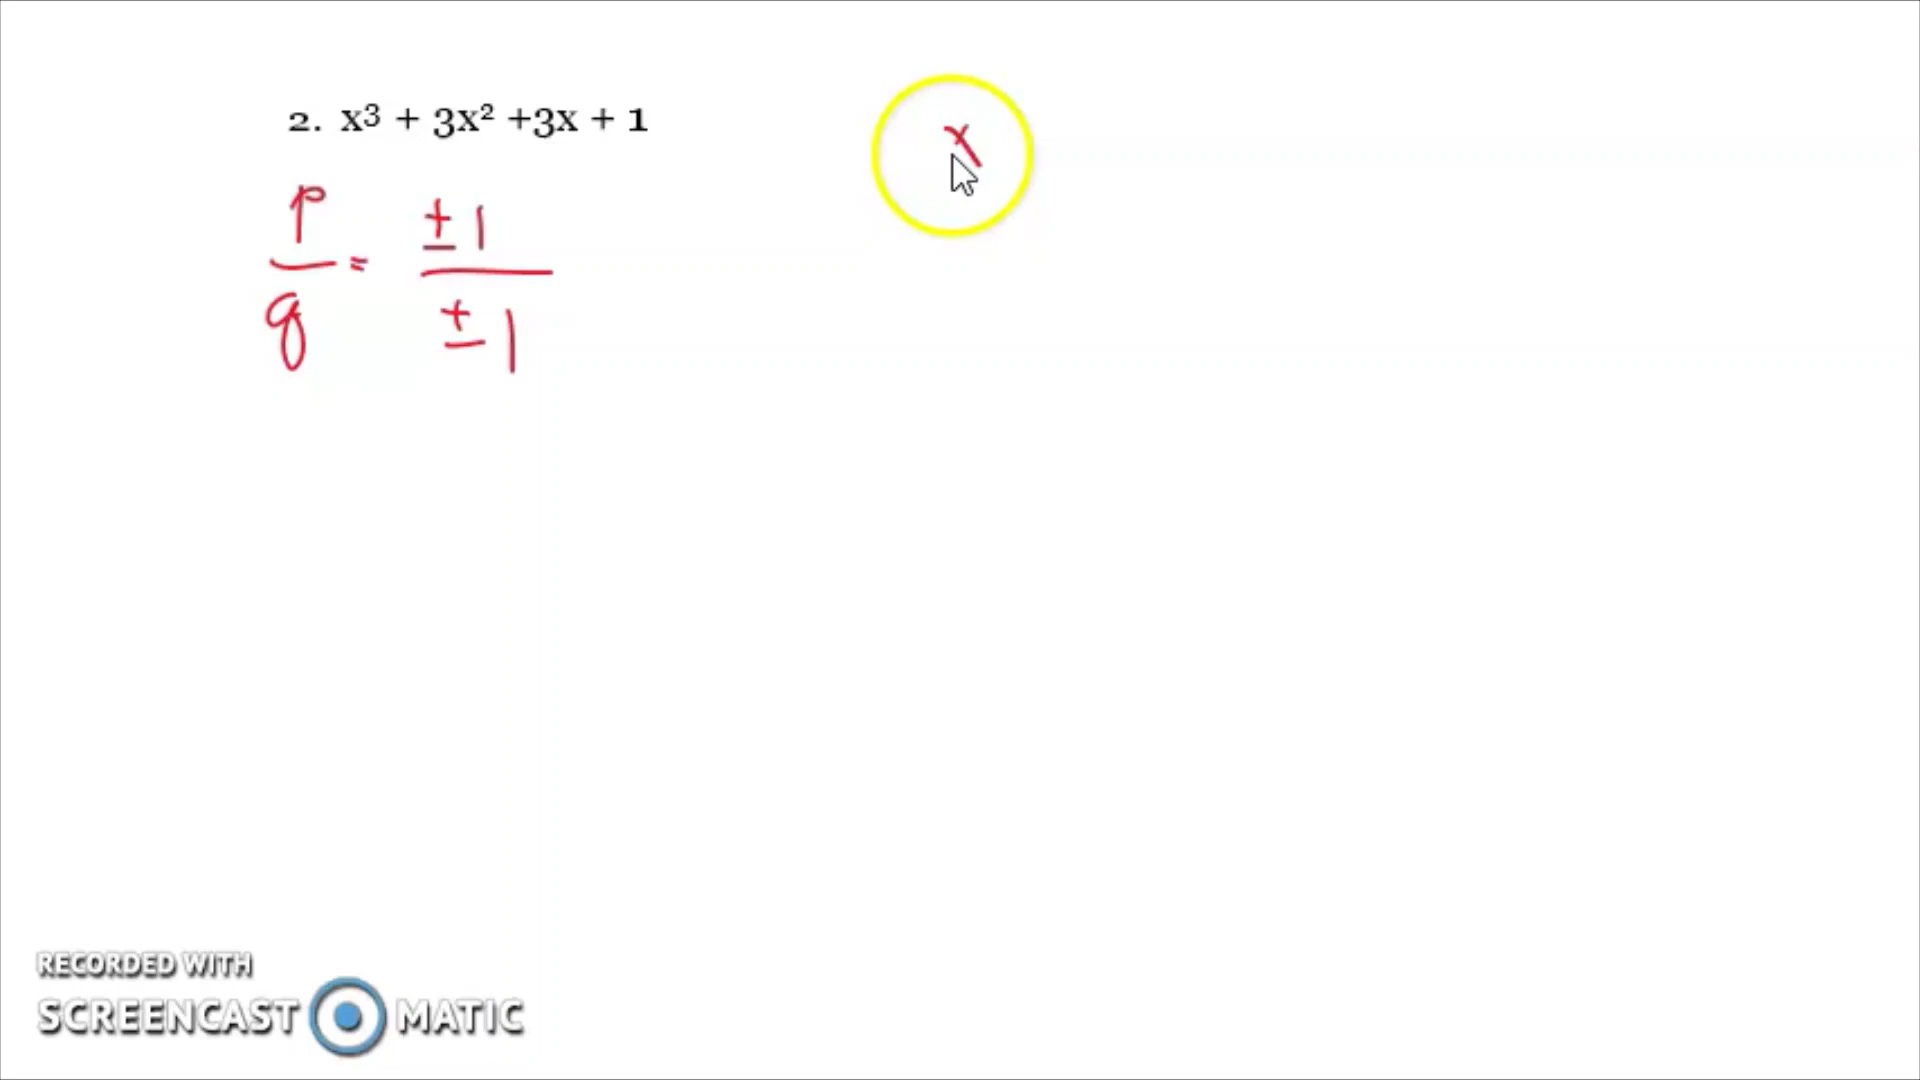 2. x³ + 3x² +3x + 1
x
p/q = ±1/±1
RECORDED WITH
SCREENCAST MATIC